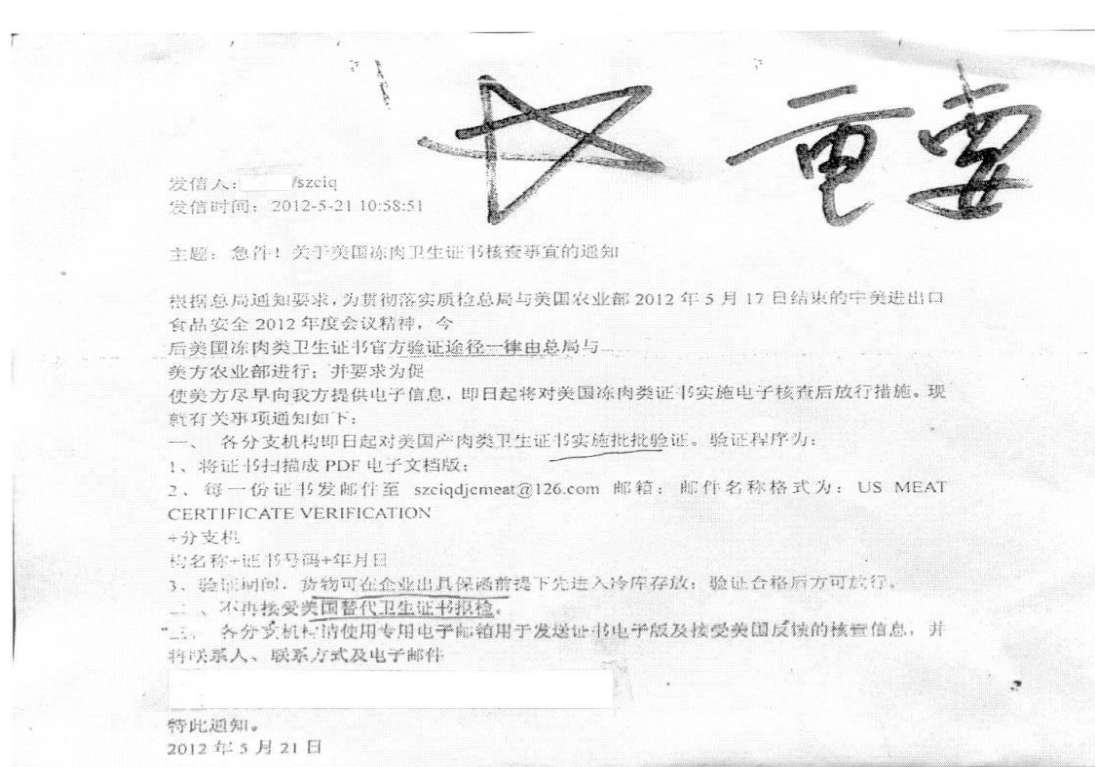 重要
发信人: /szciq
发信时间: 2012-5-21 10:58:51
主题: 急件! 关于美国冻肉卫生证书核查事宜的通知
根据总局通知要求,为贯彻落实质检总局与美国农业部 2012 年 5 月 17 日结束的中美进出口
食品安全 2012 年度会议精神, 今
后美国冻肉类卫生证书官方验证途径一律由总局与
美方农业部进行; 并要求为促
使美方尽早向我方提供电子信息, 即日起将对美国冻肉类证书实施电子核查后放行措施。现
就有关事项通知如下:
一、 各分支机构即日起对美国产肉类卫生证书实施批批验证。验证程序为:
1、将证书扫描成 PDF 电子文档版;
2、每一份证书发邮件至 szciqdjcmeat@126.com 邮箱; 邮件名称格式为: US MEAT
CERTIFICATE VERIFICATION
+分支机
构名称+证书号码+年月日
3、验证期间, 货物可在企业出具保函前提下先进入冷库存放; 验证合格后方可放行。
二、不再接受美国替代卫生证书报检。
三、 各分支机构请使用专用电子邮箱用于发送证书电子版及接受美国反馈的核查信息, 并
将联系人、联系方式及电子邮件
特此通知。
2012 年 5 月 21 日